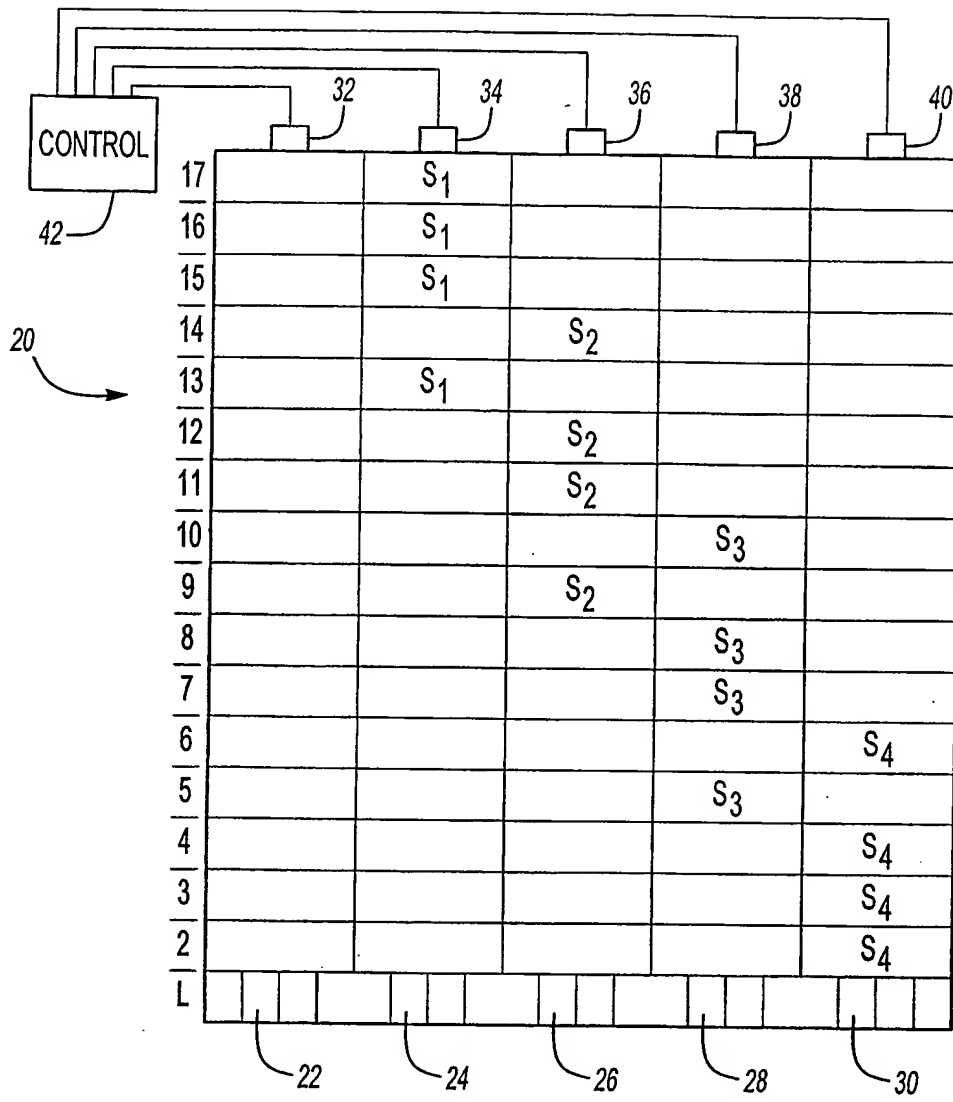 32 34 36 38 40
CONTROL
42
17 S1
16 S1
15 S1
14 S2
20
13 S1
12 S2
11 S2
10 S3
9 S2
8 S3
7 S3
6 S4
5 S3
4 S4
3 S4
2 S4
L
22 24 26 28 30